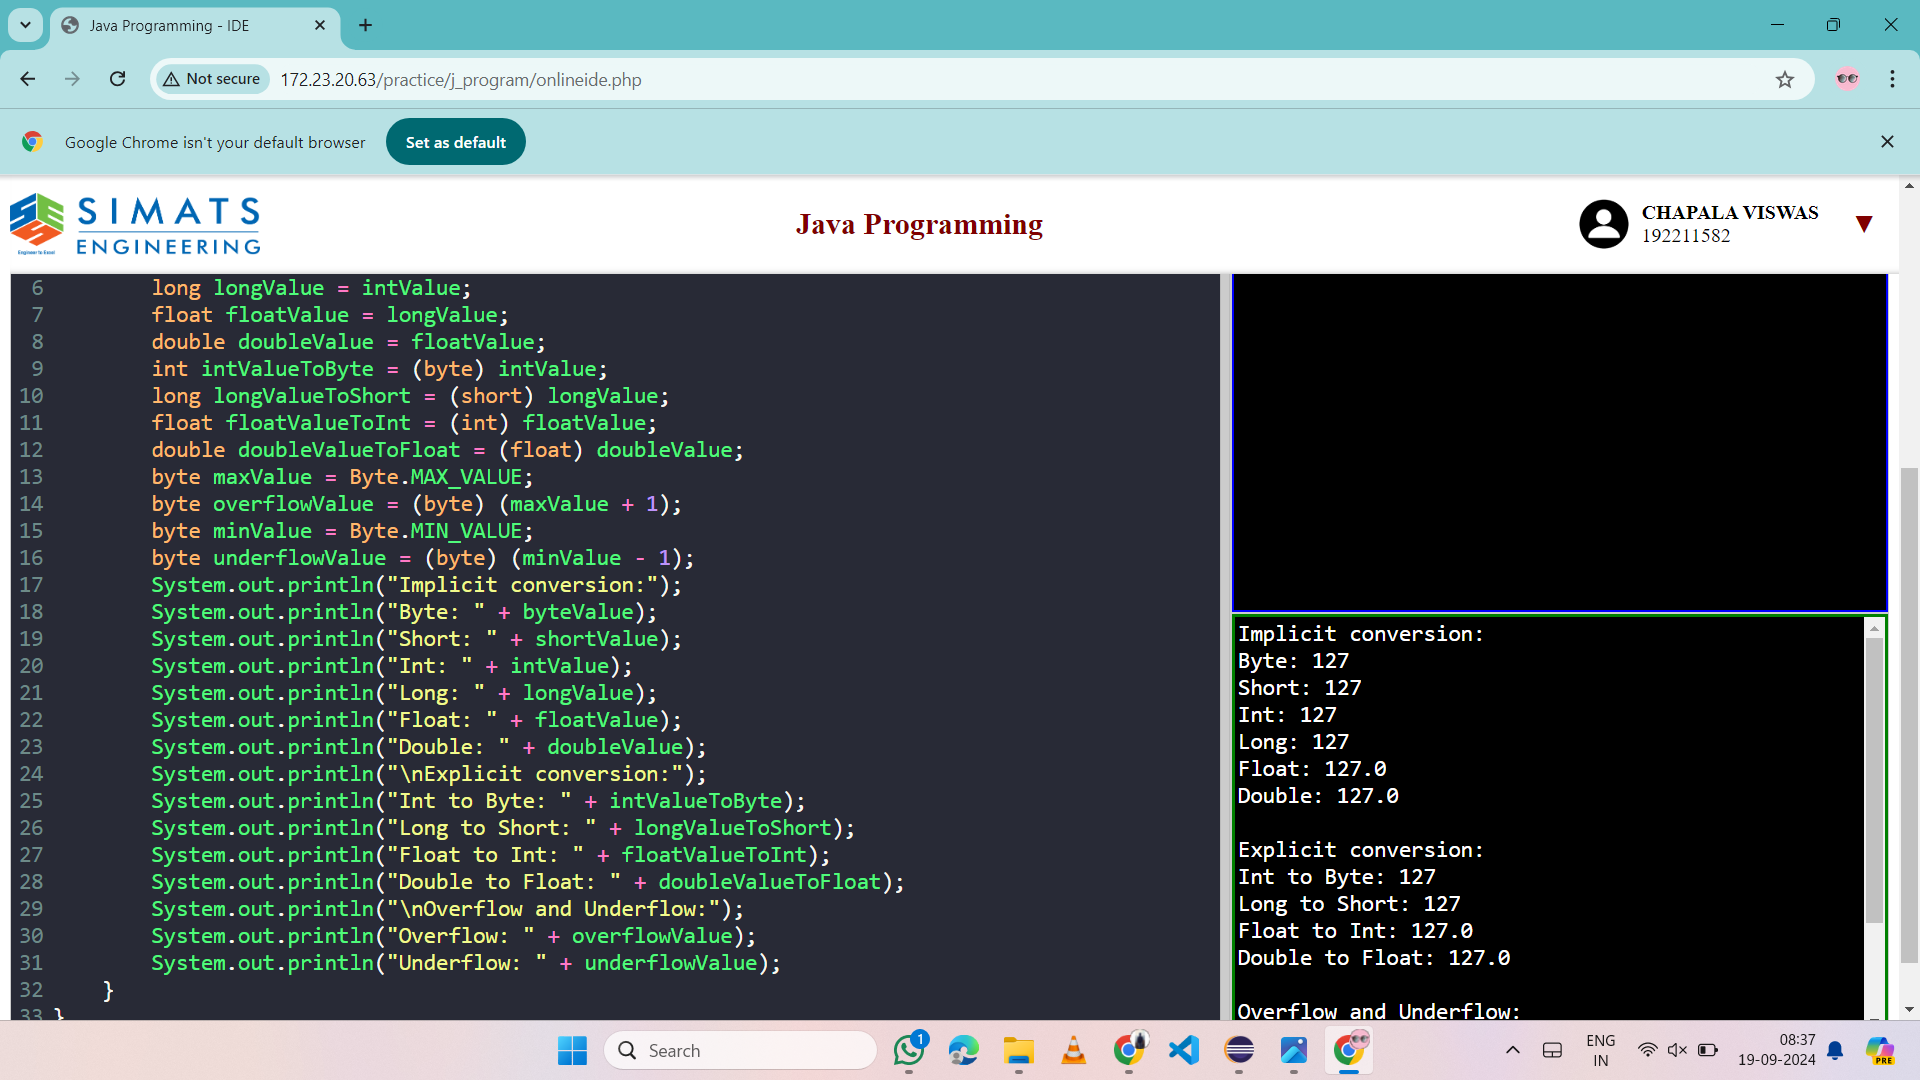 Java Programming - IDE
Not secure
172.23.20.63/practice/j_program/onlineide.php
Google Chrome isn't your default browser
Set as default
SIMATS
ENGINEERING
Engineer to Excel
Java Programming
CHAPALA VISWAS
192211582
6 long longValue = intValue;
7 float floatValue = longValue;
8 double doubleValue = floatValue;
9 int intValueToByte = (byte) intValue;
10 long longValueToShort = (short) longValue;
11 float floatValueToInt = (int) floatValue;
12 double doubleValueToFloat = (float) doubleValue;
13 byte maxValue = Byte.MAX_VALUE;
14 byte overflowValue = (byte) (maxValue + 1);
15 byte minValue = Byte.MIN_VALUE;
16 byte underflowValue = (byte) (minValue - 1);
17 System.out.println("Implicit conversion:");
18 System.out.println("Byte: " + byteValue);
19 System.out.println("Short: " + shortValue);
20 System.out.println("Int: " + intValue);
21 System.out.println("Long: " + longValue);
22 System.out.println("Float: " + floatValue);
23 System.out.println("Double: " + doubleValue);
24 System.out.println("\nExplicit conversion:");
25 System.out.println("Int to Byte: " + intValueToByte);
26 System.out.println("Long to Short: " + longValueToShort);
27 System.out.println("Float to Int: " + floatValueToInt);
28 System.out.println("Double to Float: " + doubleValueToFloat);
29 System.out.println("\nOverflow and Underflow:");
30 System.out.println("Overflow: " + overflowValue);
31 System.out.println("Underflow: " + underflowValue);
32 }
33 }
Implicit conversion:
Byte: 127
Short: 127
Int: 127
Long: 127
Float: 127.0
Double: 127.0
Explicit conversion:
Int to Byte: 127
Long to Short: 127
Float to Int: 127.0
Double to Float: 127.0
Overflow and Underflow:
Search
1
ENG
IN
08:37
19-09-2024
PRE